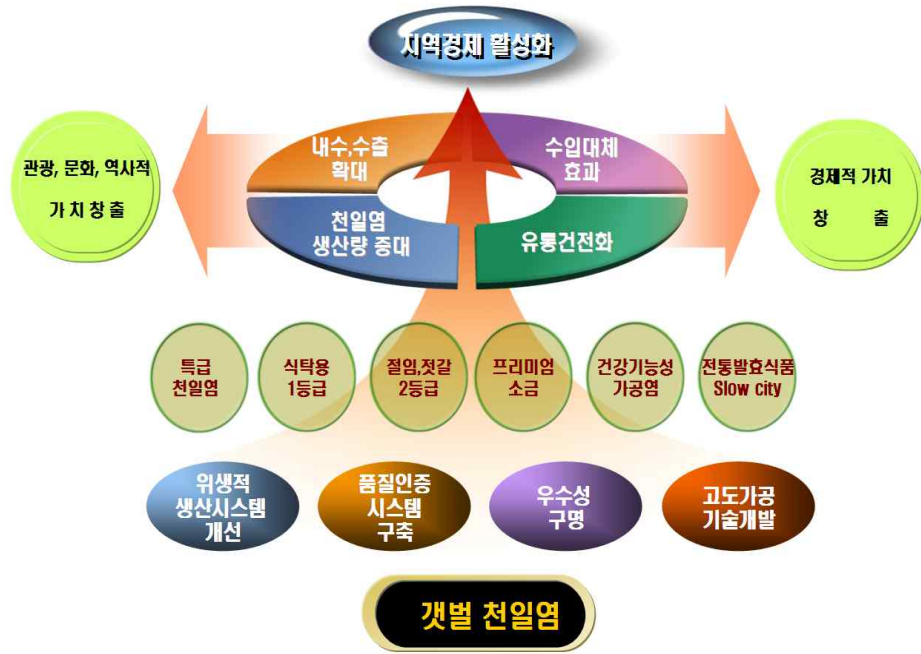 지역경제 활성화
내수,수출
확대
수입대체
효과
관광, 문화, 역사적
가 치 창 출
경제적 가치
창 출
천일염
생산량 증대
유통건전화
특급
천일염
식탁용
1등급
절임,젓갈
2등급
프리미엄
소금
건강기능성
가공염
전통발효식품
Slow city
위생적
생산시스템
개선
품질인증
시스템
구축
우수성
구명
고도가공
기술개발
갯벌 천일염